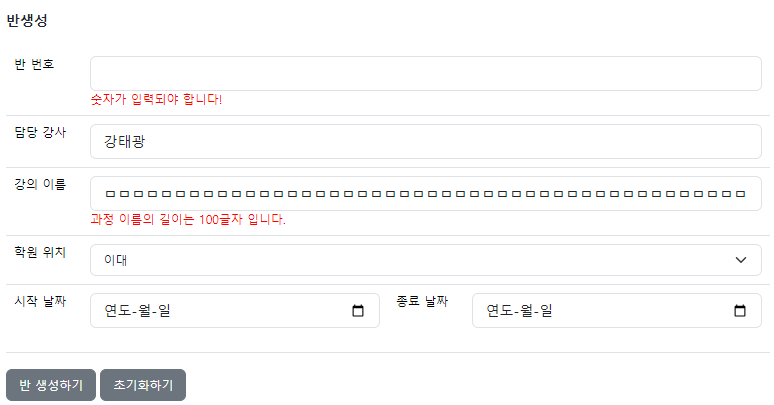 반생성
반 번호
숫자가 입력되야 합니다!
담당 강사 강태광
강의 이름 ㅁㅁㅁㅁㅁㅁㅁㅁㅁㅁㅁㅁㅁㅁㅁㅁㅁㅁㅁㅁㅁㅁㅁㅁㅁㅁㅁㅁㅁㅁㅁㅁㅁㅁㅁㅁㅁㅁㅁㅁㅁㅁㅁㅁㅁㅁ
과정 이름의 길이는 100글자 입니다.
학원 위치 이대
시작 날짜 연도-월-일 종료 날짜 연도-월-일
반 생성하기 초기화하기